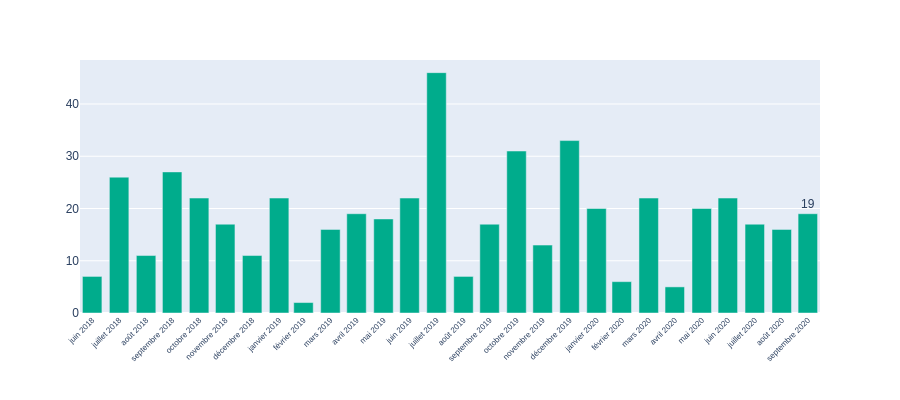 40
30
20
10
0
19
juin 2018
juillet 2018
août 2018
septembre 2018
octobre 2018
novembre 2018
décembre 2018
janvier 2019
février 2019
mars 2019
avril 2019
mai 2019
juin 2019
juillet 2019
août 2019
septembre 2019
octobre 2019
novembre 2019
décembre 2019
janvier 2020
février 2020
mars 2020
avril 2020
mai 2020
juin 2020
juillet 2020
août 2020
septembre 2020